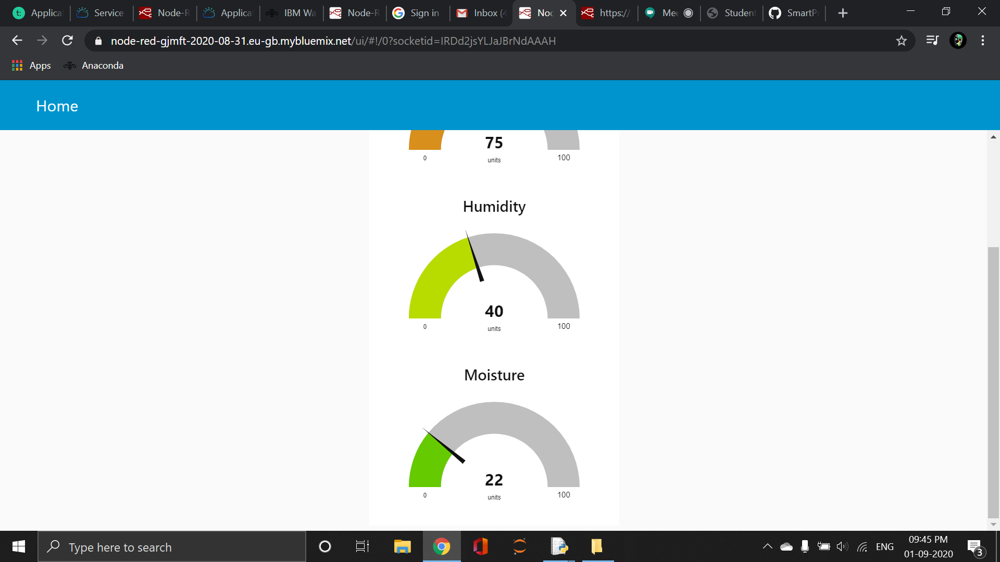 Applica
Service
Node-R
Applica
IBM Wa
Node-R
Sign in
Inbox (4
Noc
https://
Mee
Student
SmartPr
node-red-gjmft-2020-08-31.eu-gb.mybluemix.net/ui/#!/0?socketid=IRDd2jsYLJaJBrNdAAAH
Apps
Anaconda
Home
75
0
units
100
Humidity
40
0
units
100
Moisture
22
0
units
100
Type here to search
ENG
09:45 PM
01-09-2020
3